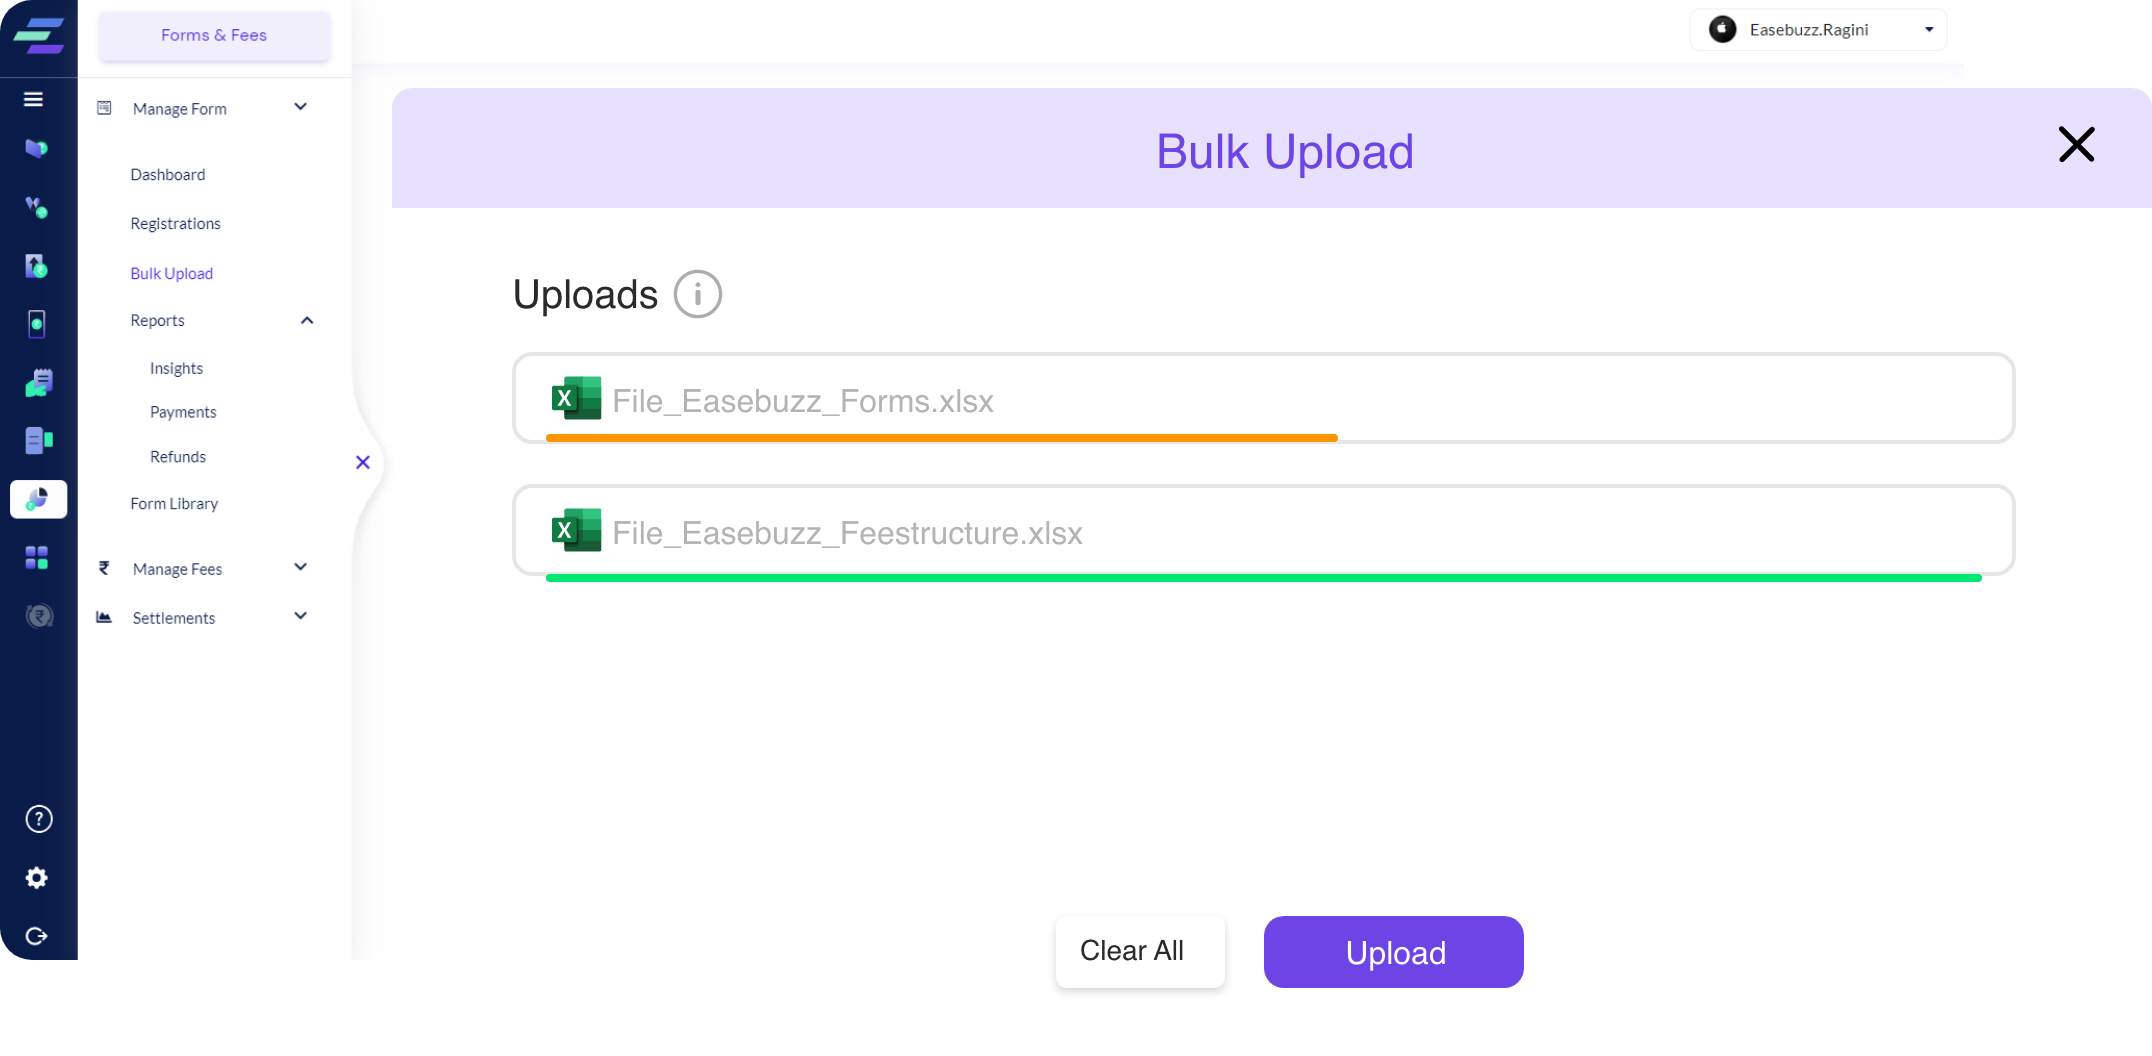 Forms & Fees
Easebuzz.Ragini
Manage Form
Dashboard
Registrations
Bulk Upload
Reports
Insights
Payments
Refunds
Form Library
Manage Fees
Settlements
Bulk Upload
Uploads
File_Easebuzz_Forms.xlsx
File_Easebuzz_Feestructure.xlsx
Clear All
Upload